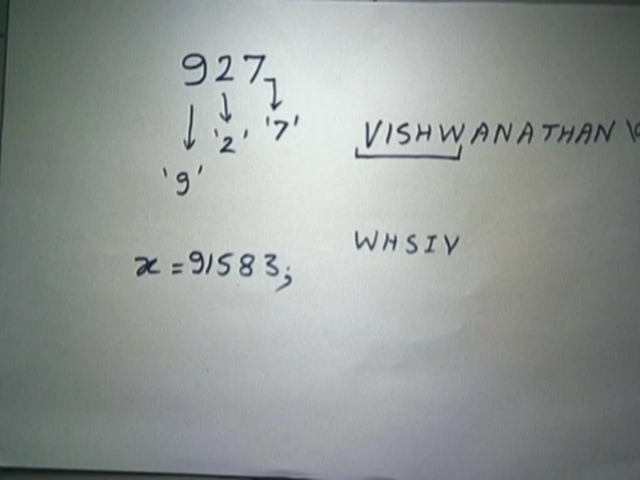 927
'9' '2' '7'
VISHWANATHAN
WHSIV
x = 91583;